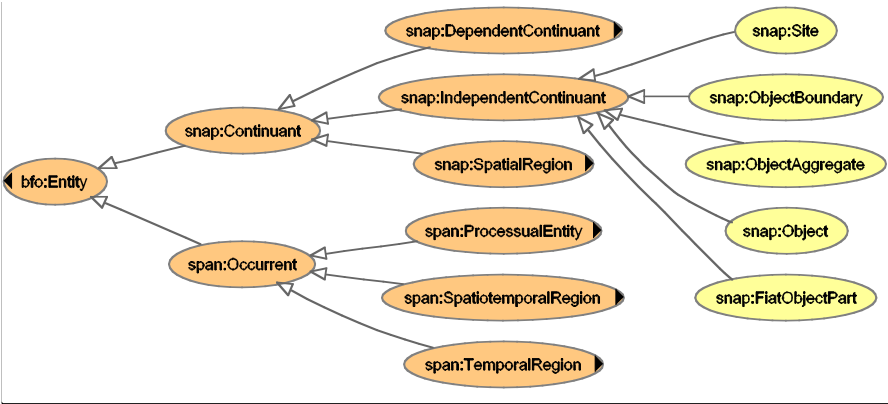 snap:DependentContinuant
snap:Site
snap:IndependentContinuant
snap:ObjectBoundary
snap:Continuant
snap:SpatialRegion
snap:ObjectAggregate
bfo:Entity
span:ProcessualEntity
snap:Object
span:Occurrent
span:SpatiotemporalRegion
snap:FiatObjectPart
span:TemporalRegion